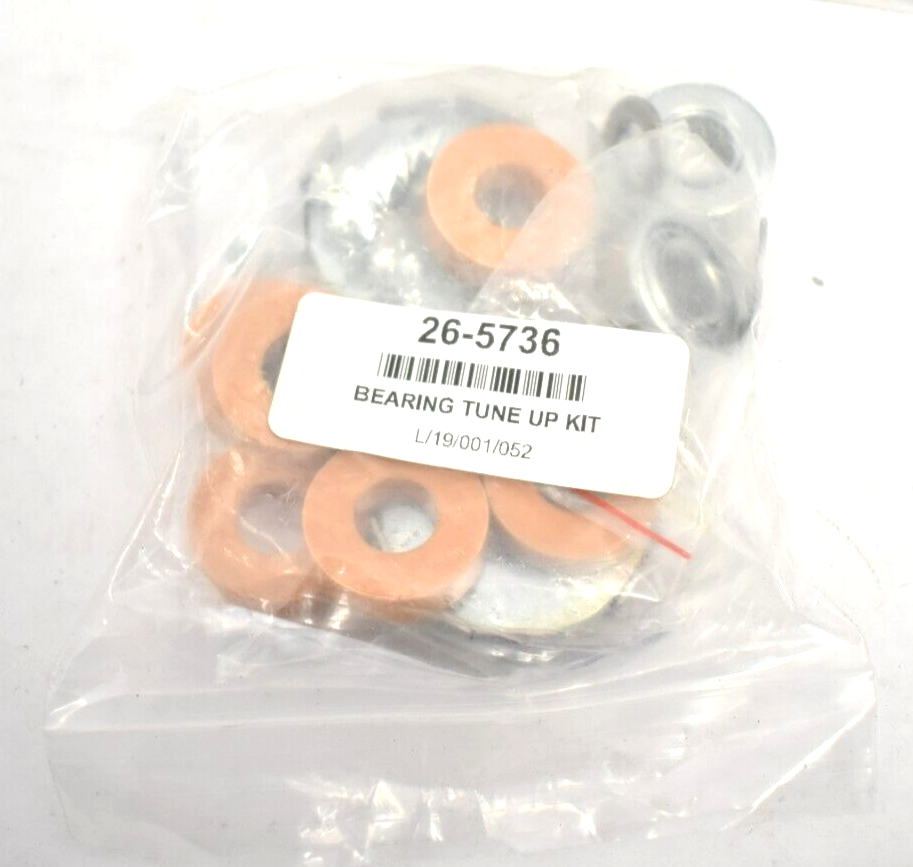 26-5736
BEARING TUNE UP KIT
L/19/001/052